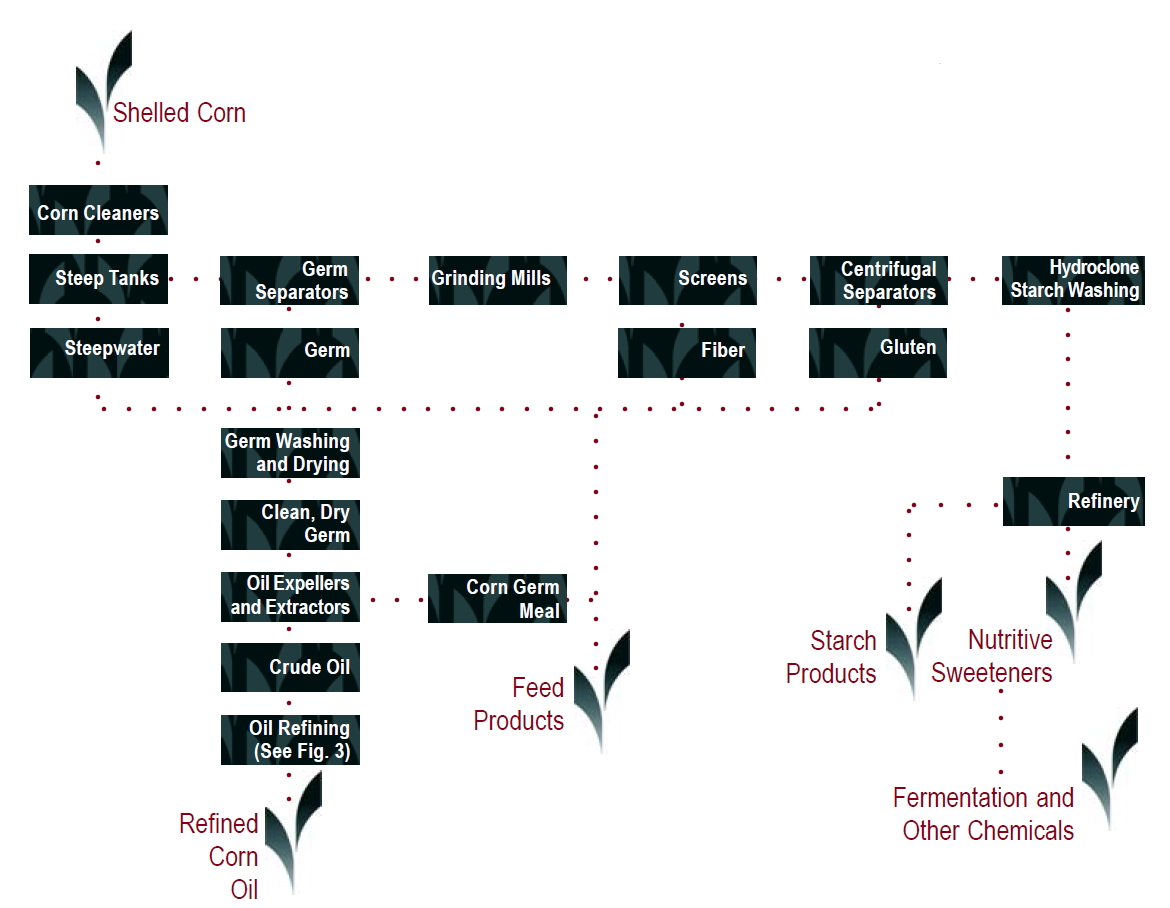 Shelled Corn
Corn Cleaners
Steep Tanks
Germ
Separators
Grinding Mills
Screens
Centrifugal
Separators
Hydroclone
Starch Washing
Steepwater
Germ
Fiber
Gluten
Germ Washing
and Drying
Clean, Dry
Germ
Refinery
Oil Expellers
and Extractors
Corn Germ
Meal
Crude Oil
Starch
Products
Nutritive
Sweeteners
Feed
Products
Oil Refining
(See Fig. 3)
Fermentation and
Other Chemicals
Refined
Corn
Oil